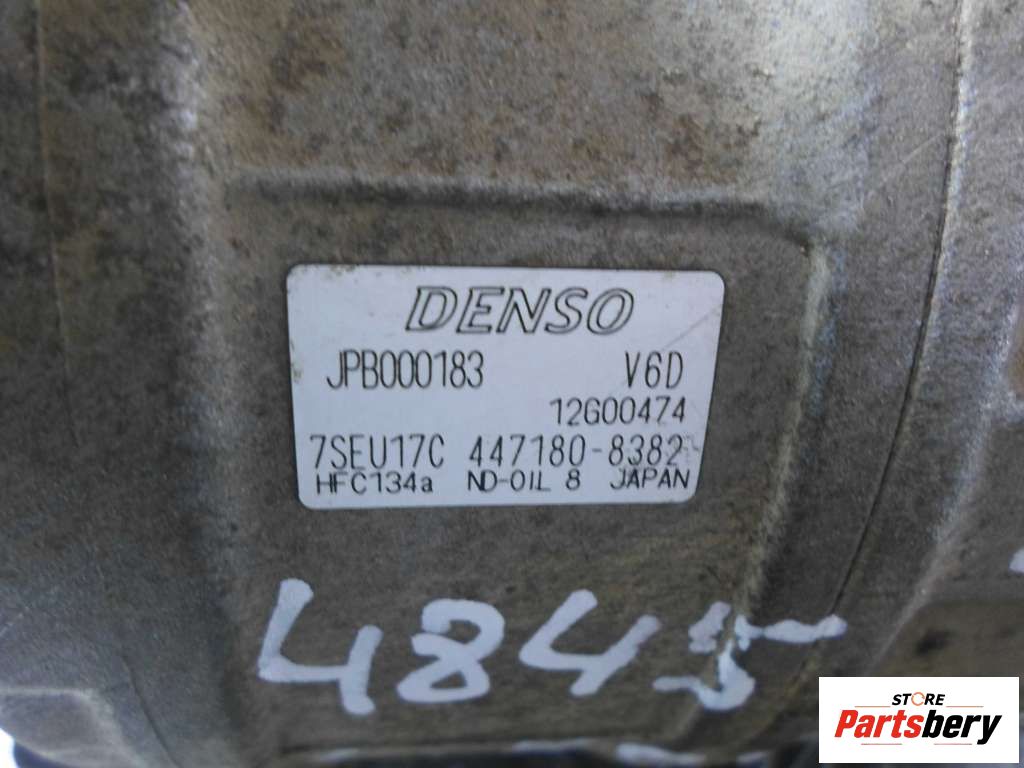 DENSO
JPB000183 V6D
12G00474
7SEU17C 447180-8382
HFC134a ND-OIL 8 JAPAN
4845
STORE
Partsbery